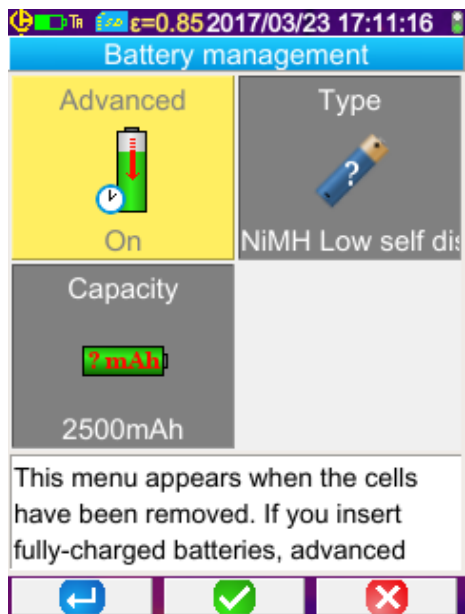 TA ε=0.85 2017/03/23 17:11:16
Battery management
Advanced
On
Type
?
NiMH Low self dis
Capacity
? mAh
2500mAh
This menu appears when the cells
have been removed. If you insert
fully-charged batteries, advanced